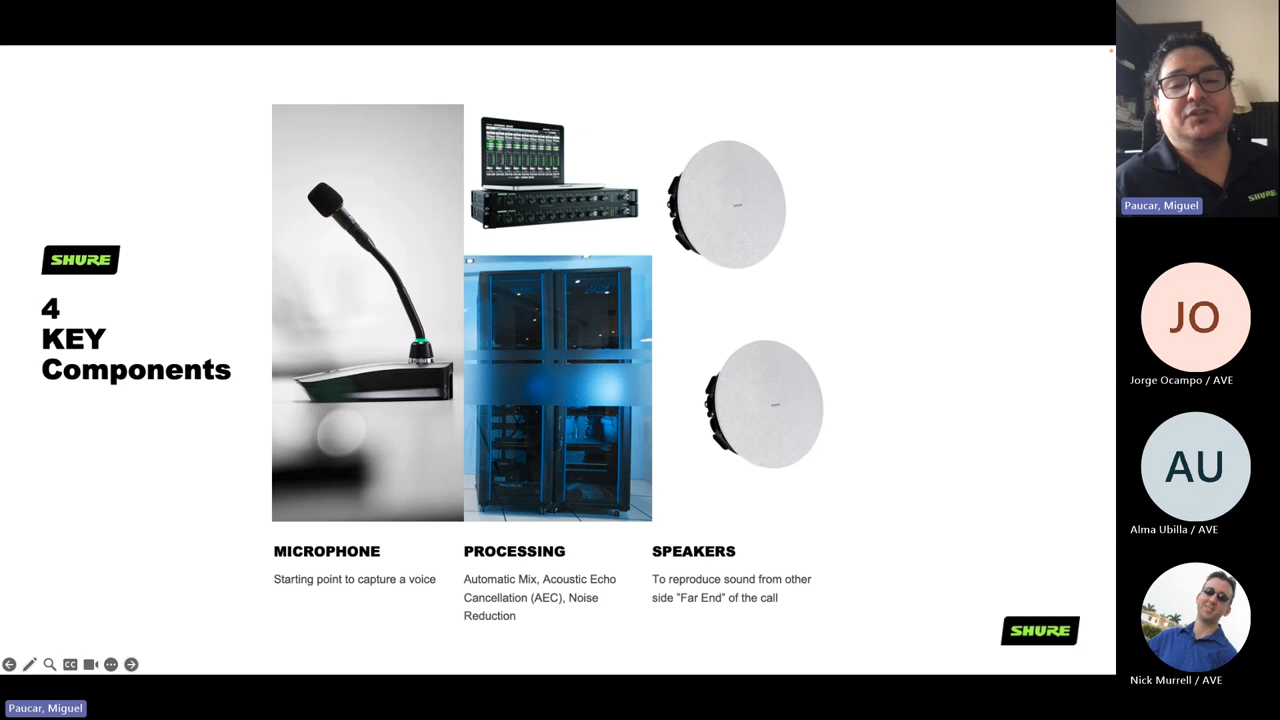 SHURE
4
KEY
Components
MICROPHONE
Starting point to capture a voice
PROCESSING
Automatic Mix, Acoustic Echo
Cancellation (AEC), Noise
Reduction
SPEAKERS
To reproduce sound from other
side "Far End" of the call
SHURE
CC
Paucar, Miguel
SHURE
Paucar, Miguel
JO
Jorge Ocampo / AVE
AU
Alma Ubilla / AVE
Nick Murrell / AVE